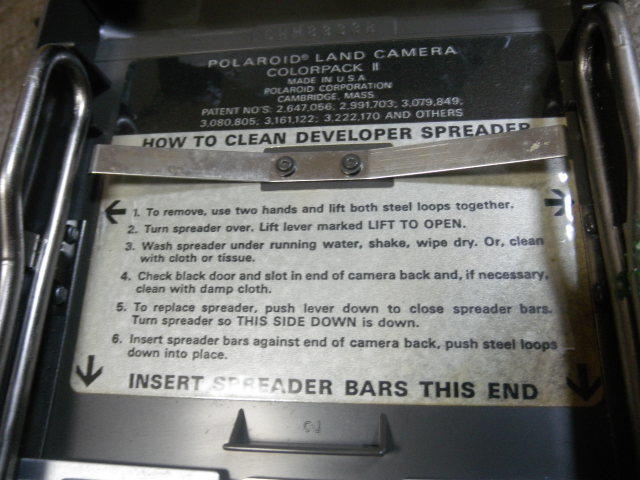 POLAROID® LAND CAMERA
COLORPACK II
MADE IN U.S.A.
POLAROID CORPORATION
CAMBRIDGE, MASS.
PATENT NO'S: 2,647,056; 2,991,703; 3,079,849;
3,080,805; 3,161,122; 3,222,170 AND OTHERS
HOW TO CLEAN DEVELOPER SPREADER
1. To remove, use two hands and lift both steel loops together.
2. Turn spreader over. Lift lever marked LIFT TO OPEN.
3. Wash spreader under running water, shake, wipe dry. Or, clean
with cloth or tissue.
4. Check black door and slot in end of camera back and, if necessary,
clean with damp cloth.
5. To replace spreader, push lever down to close spreader bars.
Turn spreader so THIS SIDE DOWN is down.
6. Insert spreader bars against end of camera back, push steel loops
down into place.
INSERT SPREADER BARS THIS END